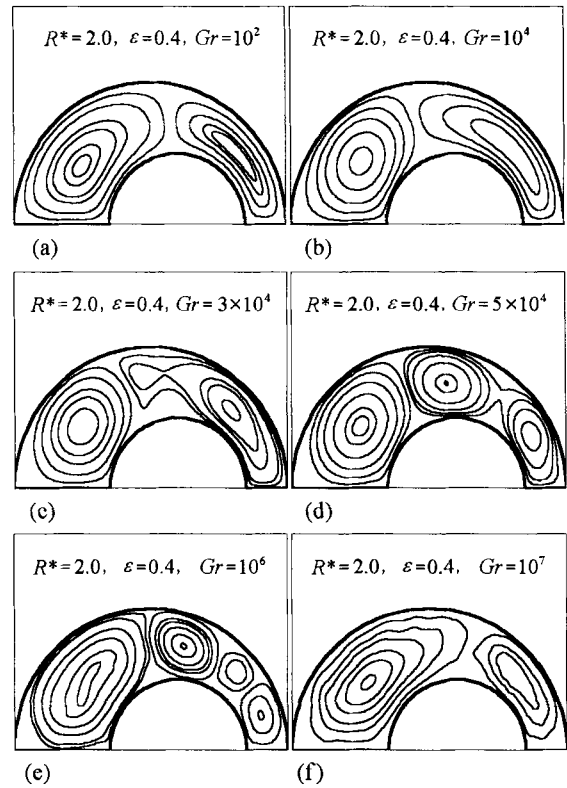 R*=2.0, ε=0.4, Gr=10²
R*=2.0, ε=0.4, Gr=10⁴
(a)
(b)
R*=2.0, ε=0.4, Gr=3×10⁴
R*=2.0, ε=0.4, Gr=5×10⁴
(c)
(d)
R*=2.0, ε=0.4, Gr=10⁶
R*=2.0, ε=0.4, Gr=10⁷
(e)
(f)